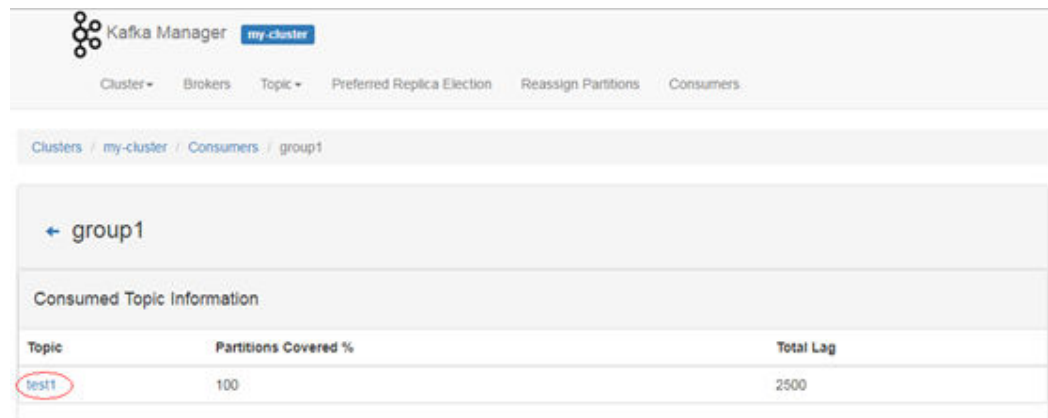 Kafka Manager my-cluster
Cluster Brokers Topic Preferred Replica Election Reassign Partitions Consumers
Clusters / my-cluster / Consumers / group1
← group1
Consumed Topic Information
Topic Partitions Covered % Total Lag
test1 100 2500